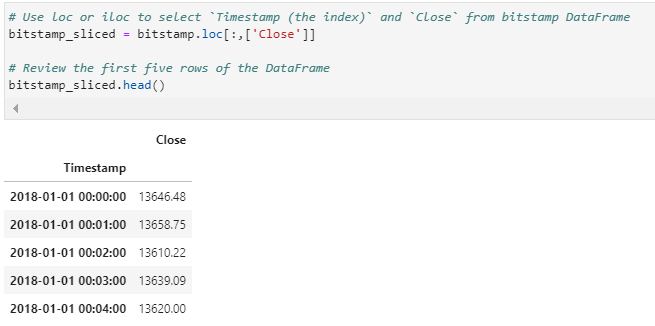 # Use loc or iloc to select `Timestamp (the index)` and `Close` from bitstamp DataFrame
bitstamp_sliced = bitstamp.loc[:,['Close']]
# Review the first five rows of the DataFrame
bitstamp_sliced.head()
Close
Timestamp
2018-01-01 00:00:00 13646.48
2018-01-01 00:01:00 13658.75
2018-01-01 00:02:00 13610.22
2018-01-01 00:03:00 13639.09
2018-01-01 00:04:00 13620.00